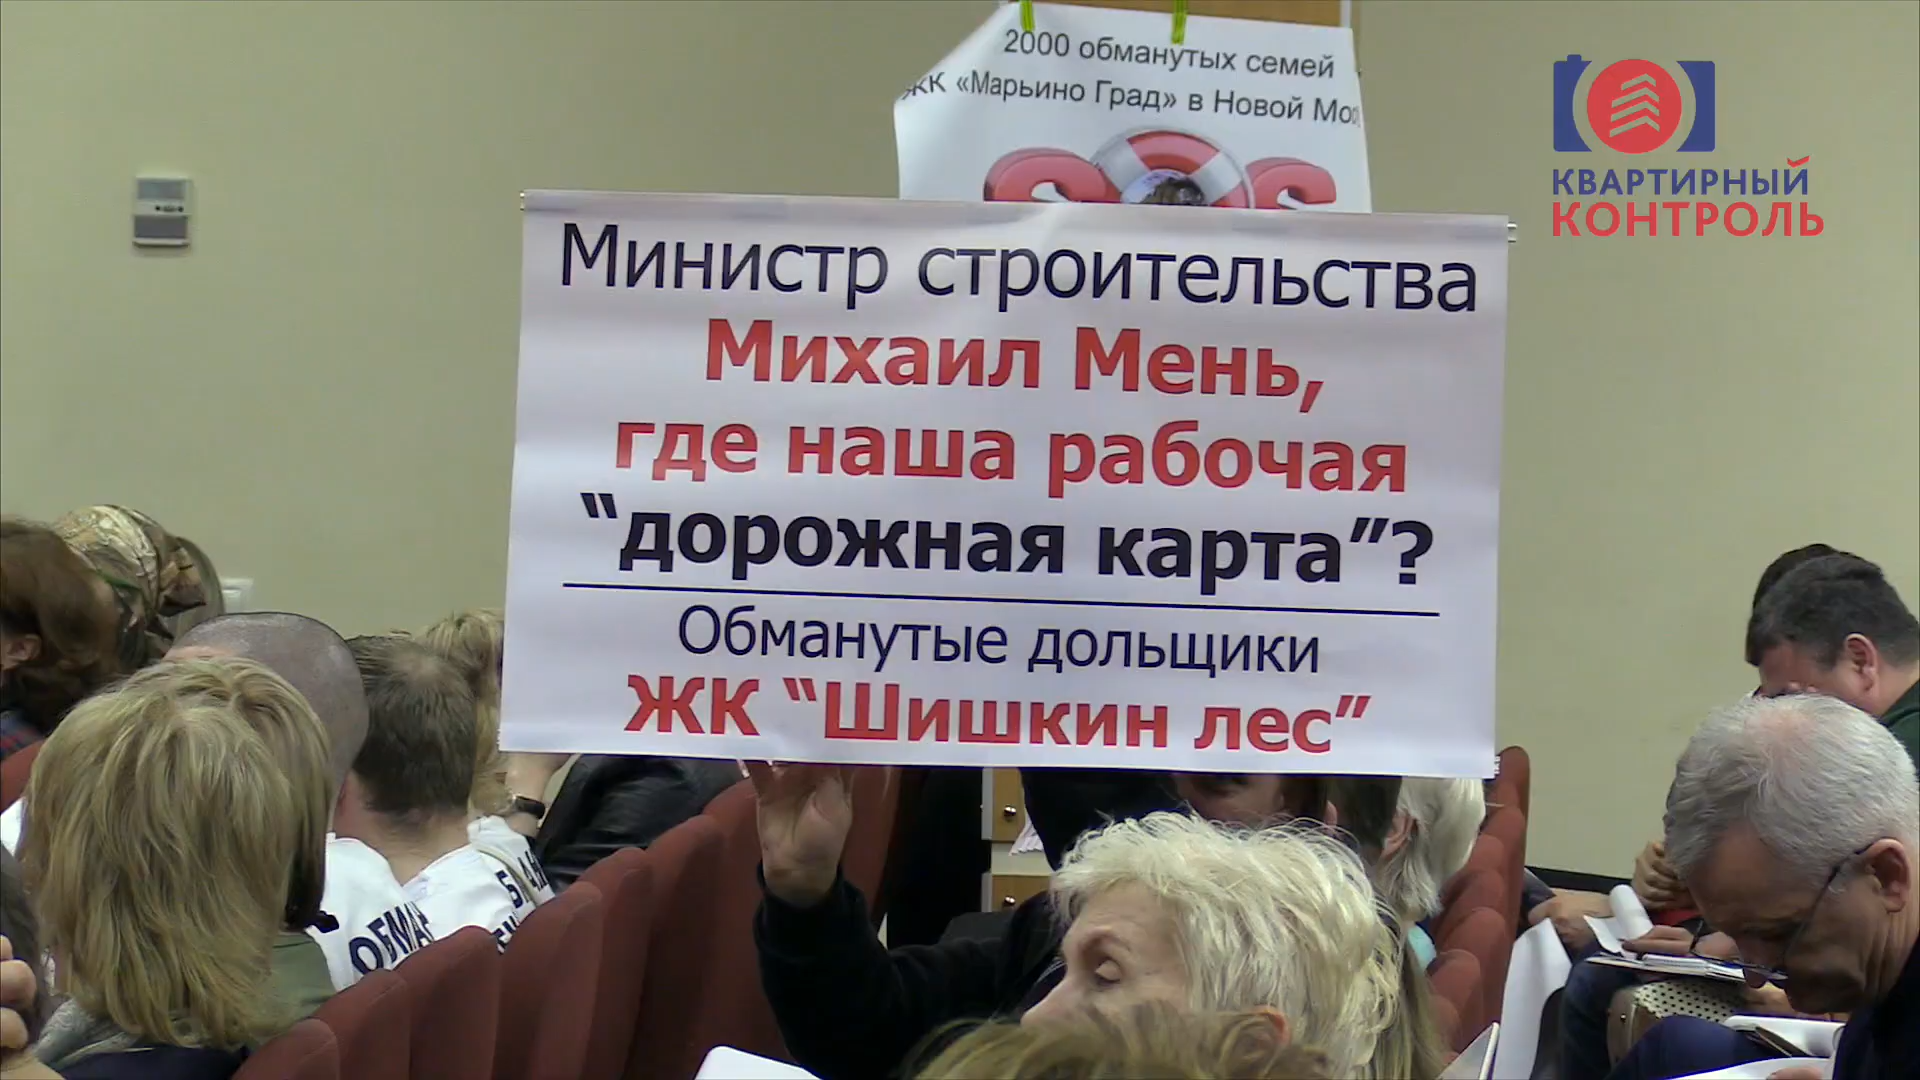 2000 обманутых семей
ЖК «Марьино Град» в Новой
КВАРТИРНЫЙ
КОНТРОЛЬ
Министр строительства
Михаил Мень,
где наша рабочая
“дорожная карта”?
Обманутые дольщики
ЖК “Шишкин лес”